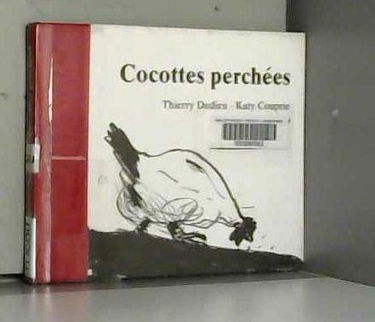 Cocottes perchées
Thierry Dedieu - Katy Couprie